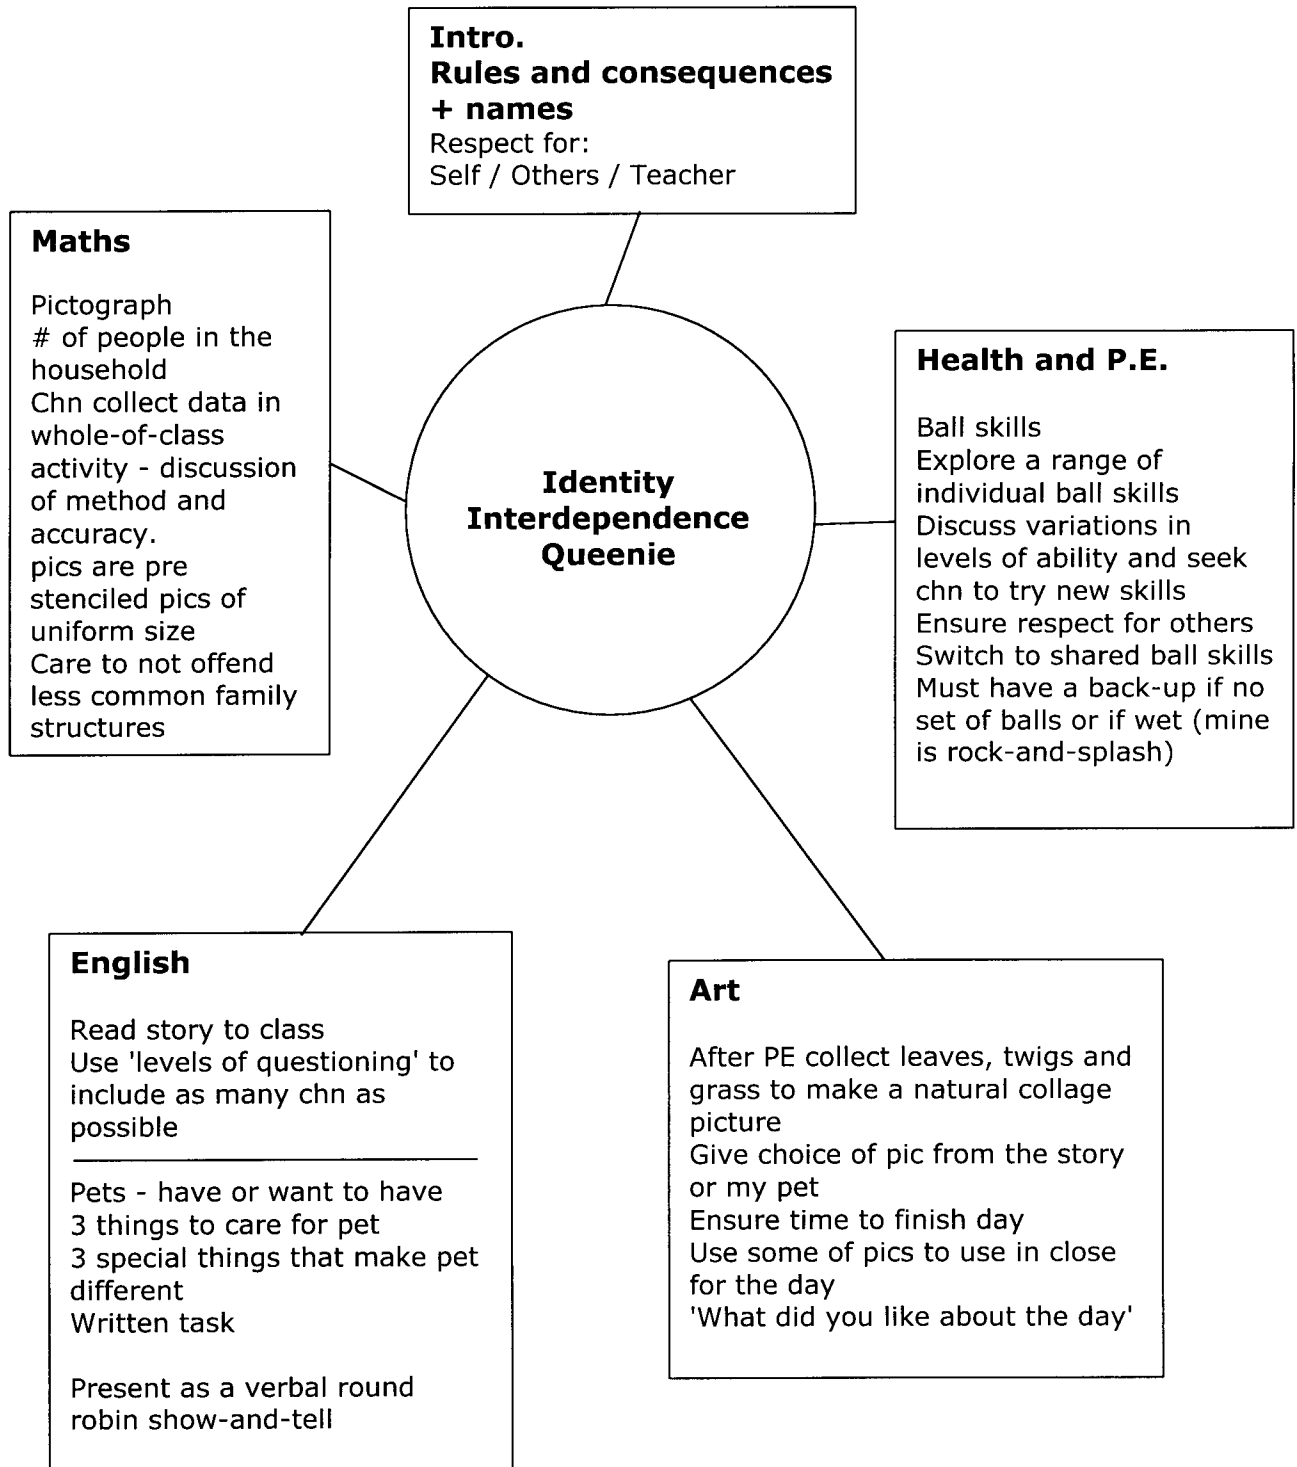 Intro.
Rules and consequences
+ names
Respect for:
Self / Others / Teacher
Maths
Pictograph
# of people in the
household
Chn collect data in
whole-of-class
activity - discussion
of method and
accuracy.
pics are pre
stenciled pics of
uniform size
Care to not offend
less common family
structures
Identity
Interdependence
Queenie
Health and P.E.
Ball skills
Explore a range of
individual ball skills
Discuss variations in
levels of ability and seek
chn to try new skills
Ensure respect for others
Switch to shared ball skills
Must have a back-up if no
set of balls or if wet (mine
is rock-and-splash)
English
Read story to class
Use 'levels of questioning' to
include as many chn as
possible
Pets - have or want to have
3 things to care for pet
3 special things that make pet
different
Written task
Present as a verbal round
robin show-and-tell
Art
After PE collect leaves, twigs and
grass to make a natural collage
picture
Give choice of pic from the story
or my pet
Ensure time to finish day
Use some of pics to use in close
for the day
'What did you like about the day'